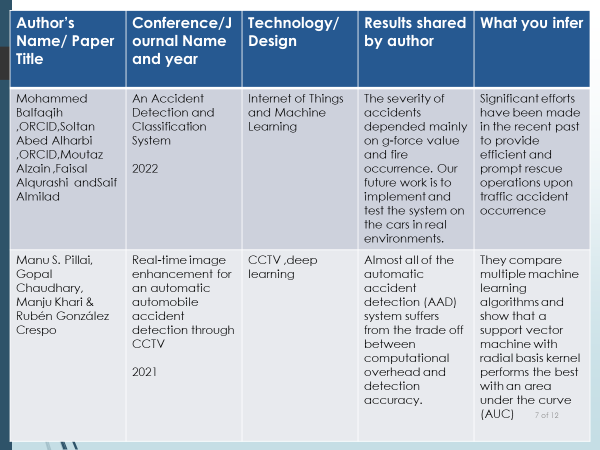 Author's
Name/ Paper
Title
Conference/J
ournal Name
and year
Technology/
Design
Results shared
by author
What you infer
Mohammed
Balfaqih
,ORCID,Soltan
Abed Alharbi
,ORCID,Moutaz
Alzain ,Faisal
Alqurashi andSaif
Almilad
An Accident
Detection and
Classification
System
2022
Internet of Things
and Machine
Learning
The severity of
accidents
depended mainly
on g-force value
and fire
occurrence. Our
future work is to
implement and
test the system on
the cars in real
environments.
Significant efforts
have been made
in the recent past
to provide
efficient and
prompt rescue
operations upon
traffic accident
occurrence
Manu S. Pillai,
Gopal
Chaudhary,
Manju Khari &
Rubén González
Crespo
Real-time image
enhancement for
an automatic
automobile
accident
detection through
CCTV
2021
CCTV ,deep
learning
Almost all of the
automatic
accident
detection (AAD)
system suffers
from the trade off
between
computational
overhead and
detection
accuracy.
They compare
multiple machine
learning
algorithms and
show that a
support vector
machine with
radial basis kernel
performs the best
with an area
under the curve
(AUC)
7 of 12